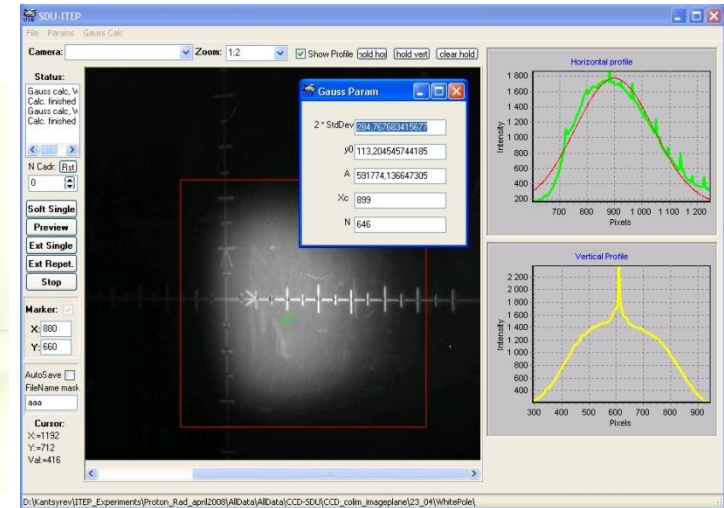 SDU-ITEP
File Params Gauss Calc
Camera: Zoom: 1:2 Show Profile hold hoi hold vert clear hold
Status:
Gauss calc, V
Calc. finished
Gauss calc, V
Calc. finished
N Cadr: Rst
0
Soft Single
Preview
Ext Single
Ext Repet.
Stop
Marker:
X: 880
Y: 660
AutoSave
FileName mask
aaa
Cursor:
X:=1192
Y:=712
Val:=416
Gauss Param
2 * StdDev 284,767683415677
y0 113,204545744185
A 591774,136647305
Xc 899
N 646
Horizontal profile
Intensity
1 800
1 600
1 400
1 200
1 000
800
600
400
200
700 800 900 1 000 1 100 1 200
Pixels
Vertical Profile
Intensity
2 200
2 000
1 800
1 600
1 400
1 200
1 000
800
600
400
300 400 500 600 700 800 900
Pixels
D:\Kantsyrev\ITEP_Experiments\Proton_Rad_april2008\AllData\AllData\CCD-SDU\CCD_colim_imageplane\23_04\WhitePole\